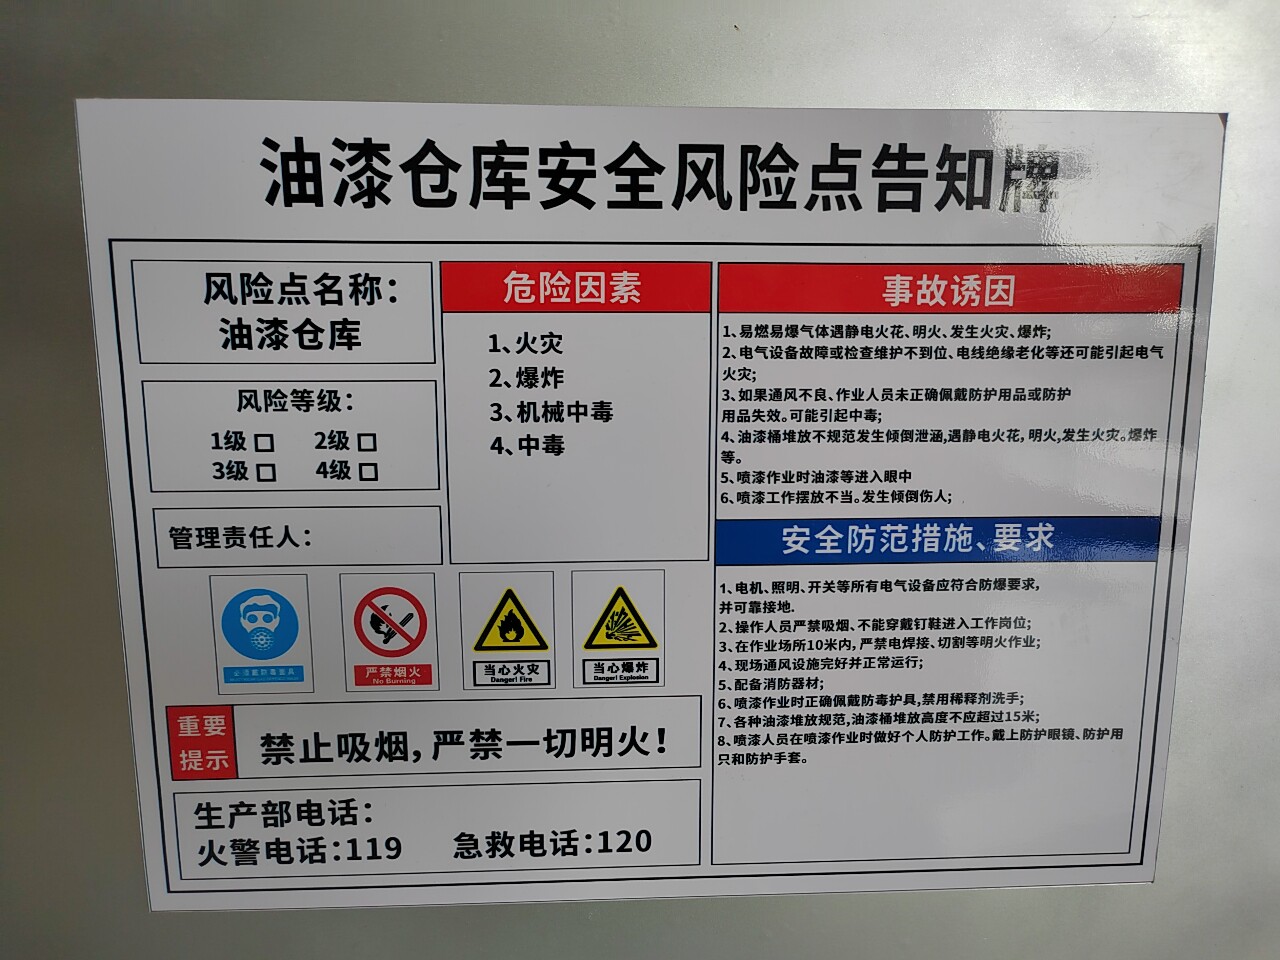 油漆仓库安全风险点告知牌
风险点名称：
油漆仓库
风险等级：
1级 □ 2级 □
3级 □ 4级 □
管理责任人：
危险因素
1、火灾
2、爆炸
3、机械中毒
4、中毒
事故诱因
1、易燃易爆气体遇静电火花、明火、发生火灾、爆炸；
2、电气设备故障或检查维护不到位、电线绝缘老化等还可能引起电气
火灾；
3、如果通风不良、作业人员未正确佩戴防护用品或防护
用品失效。可能引起中毒；
4、油漆桶堆放不规范发生倾倒泄涵，遇静电火花，明火，发生火灾。爆炸
等。
5、喷漆作业时油漆等进入眼中
6、喷漆工作摆放不当。发生倾倒伤人；
安全防范措施、要求
1、电机、照明、开关等所有电气设备应符合防爆要求，
并可靠接地.
2、操作人员严禁吸烟、不能穿戴钉鞋进入工作岗位；
3、在作业场所10米内，严禁电焊接、切割等明火作业；
4、现场通风设施完好并正常运行；
5、配备消防器材；
6、喷漆作业时正确佩戴防毒护具，禁用稀释剂洗手；
7、各种油漆堆放规范，油漆桶堆放高度不应超过15米；
8、喷漆人员在喷漆作业时做好个人防护工作。戴上防护眼镜、防护用
只和防护手套。
必须戴防毒面具
严禁烟火
No Burning
当心火灾
Danger! Fire
当心爆炸
Danger! Explosion
重要
提示
禁止吸烟，严禁一切明火！
生产部电话：
火警电话：119 急救电话：120